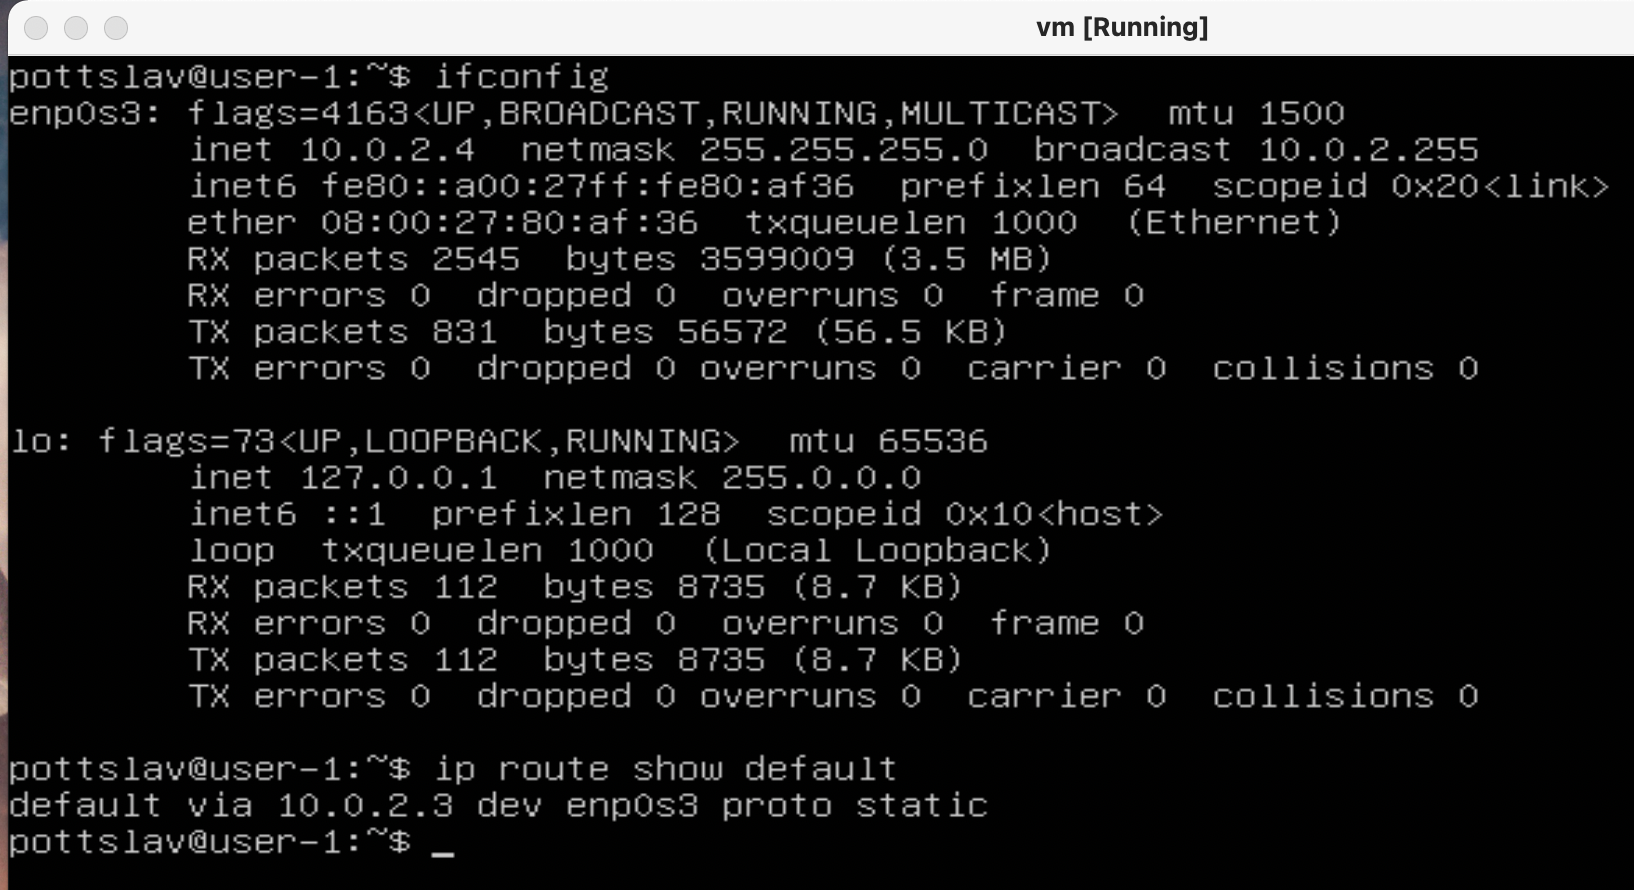 vm [Running]
pottslav@user-1:~$ ifconfig
enp0s3: flags=4163<UP,BROADCAST,RUNNING,MULTICAST>  mtu 1500
        inet 10.0.2.4  netmask 255.255.255.0  broadcast 10.0.2.255
        inet6 fe80::a00:27ff:fe80:af36  prefixlen 64  scopeid 0x20<link>
        ether 08:00:27:80:af:36  txqueuelen 1000  (Ethernet)
        RX packets 2545  bytes 3599009 (3.5 MB)
        RX errors 0  dropped 0  overruns 0  frame 0
        TX packets 831  bytes 56572 (56.5 KB)
        TX errors 0  dropped 0 overruns 0  carrier 0  collisions 0
lo: flags=73<UP,LOOPBACK,RUNNING>  mtu 65536
        inet 127.0.0.1  netmask 255.0.0.0
        inet6 ::1  prefixlen 128  scopeid 0x10<host>
        loop  txqueuelen 1000  (Local Loopback)
        RX packets 112  bytes 8735 (8.7 KB)
        RX errors 0  dropped 0  overruns 0  frame 0
        TX packets 112  bytes 8735 (8.7 KB)
        TX errors 0  dropped 0 overruns 0  carrier 0  collisions 0
pottslav@user-1:~$ ip route show default
default via 10.0.2.3 dev enp0s3 proto static
pottslav@user-1:~$ _